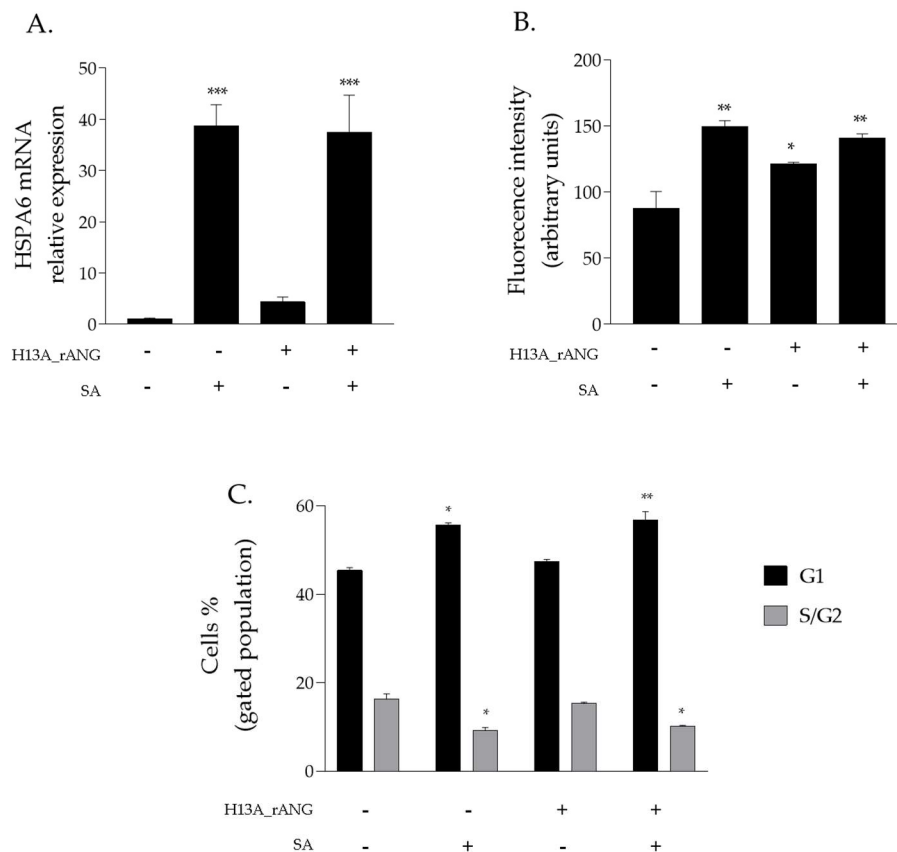 A.
HSPA6 mRNA
relative expression
50
40
30
20
10
0
***
***
H13A_rANG - - + +
SA - + - +
B.
Fluorecence intensity
(arbitrary units)
200
150
100
50
0
**
*
**
H13A_rANG - - + +
SA - + - +
C.
Cells %
(gated population)
60
40
20
0
*
*
**
*
G1
S/G2
H13A_rANG - - + +
SA - + - +